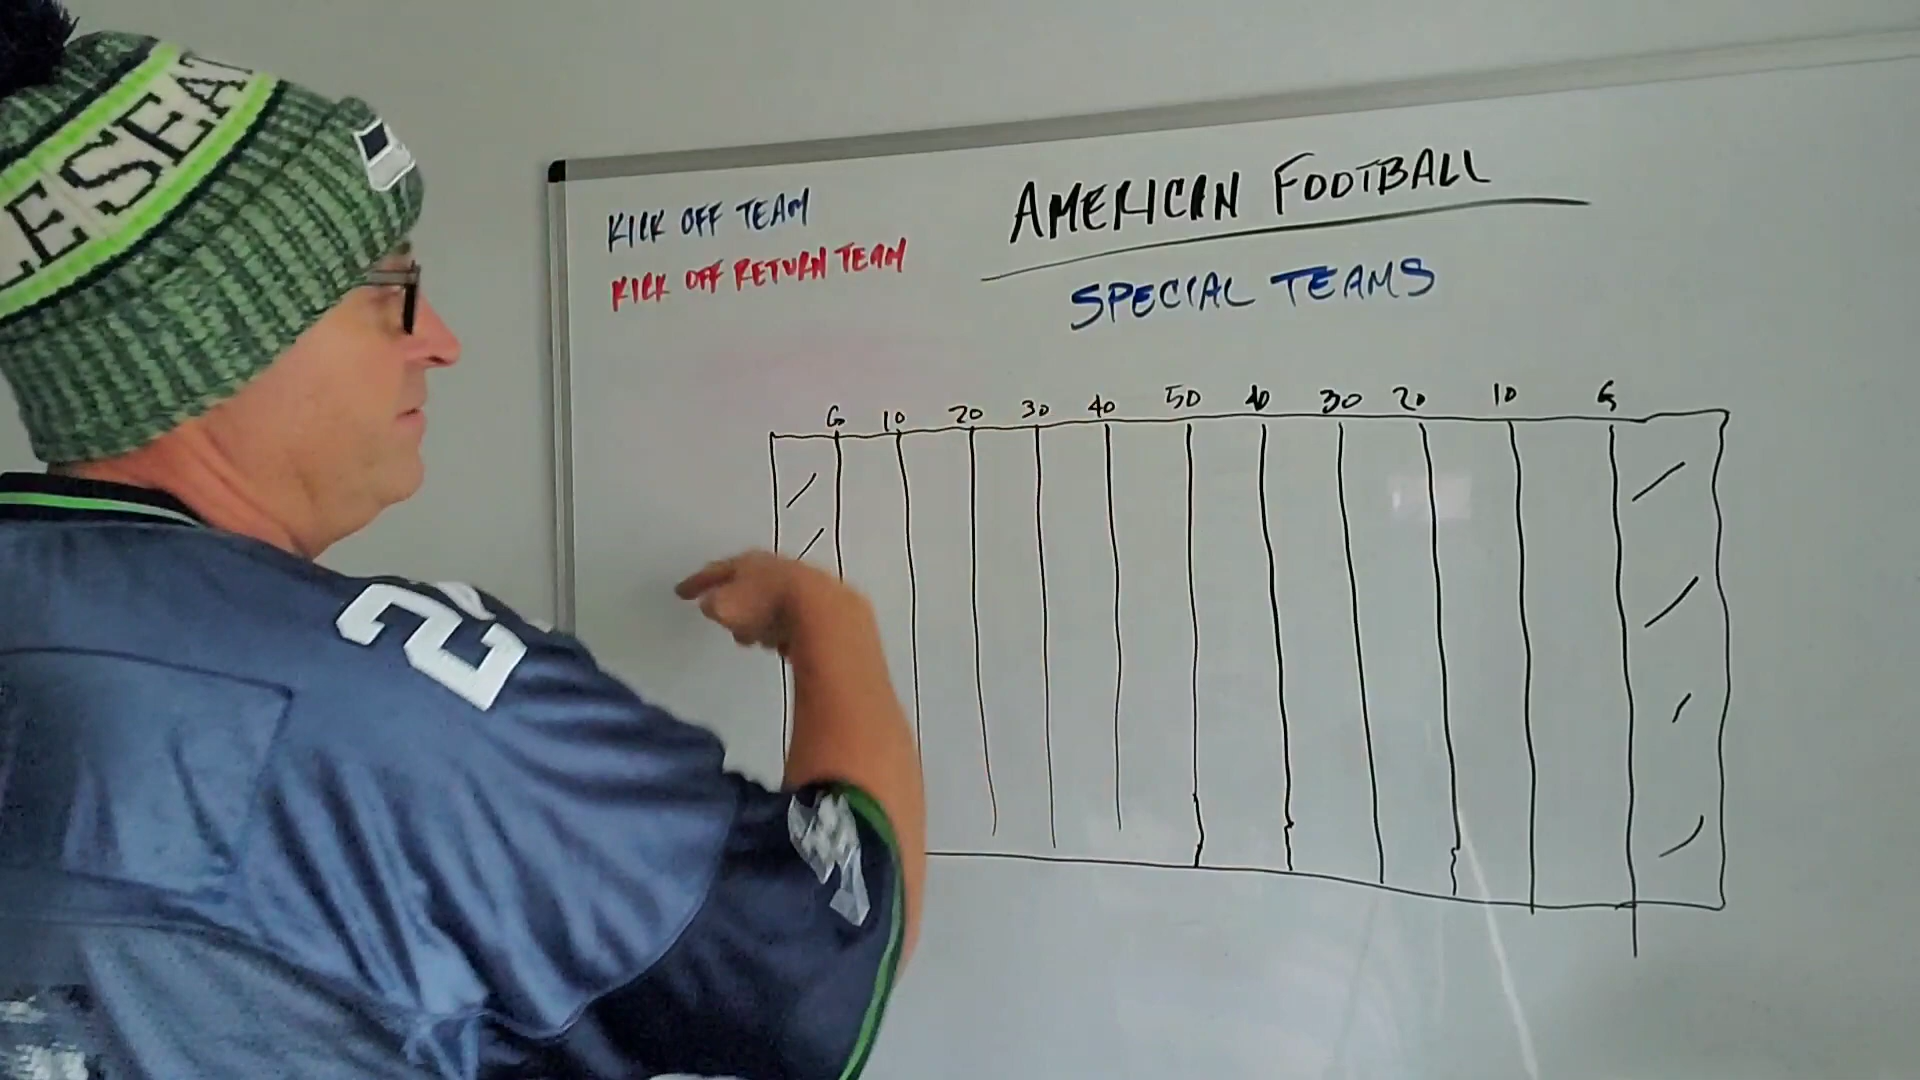 AMERICAN FOOTBALL
SPECIAL TEAMS
KICK OFF TEAM
KICK OFF RETURN TEAM
G 10 20 30 40 50 40 30 20 10 G
2